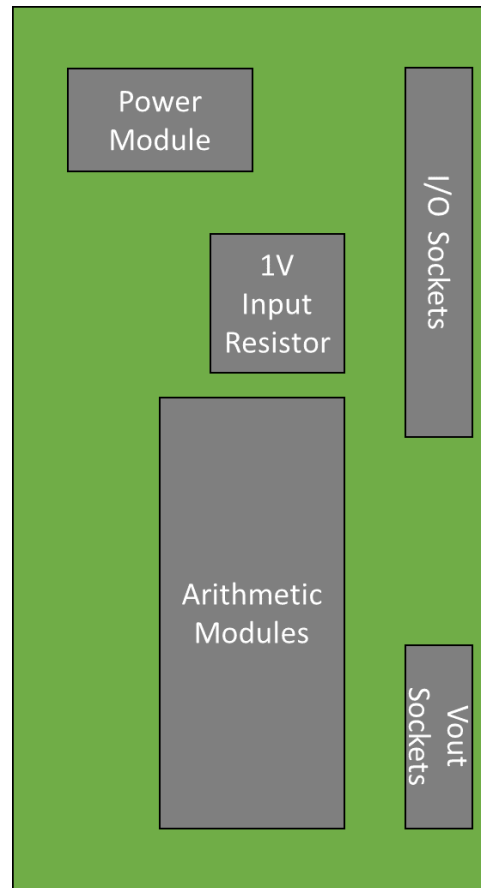 Power
Module
I/O Sockets
1V
Input
Resistor
Arithmetic
Modules
Vout
Sockets